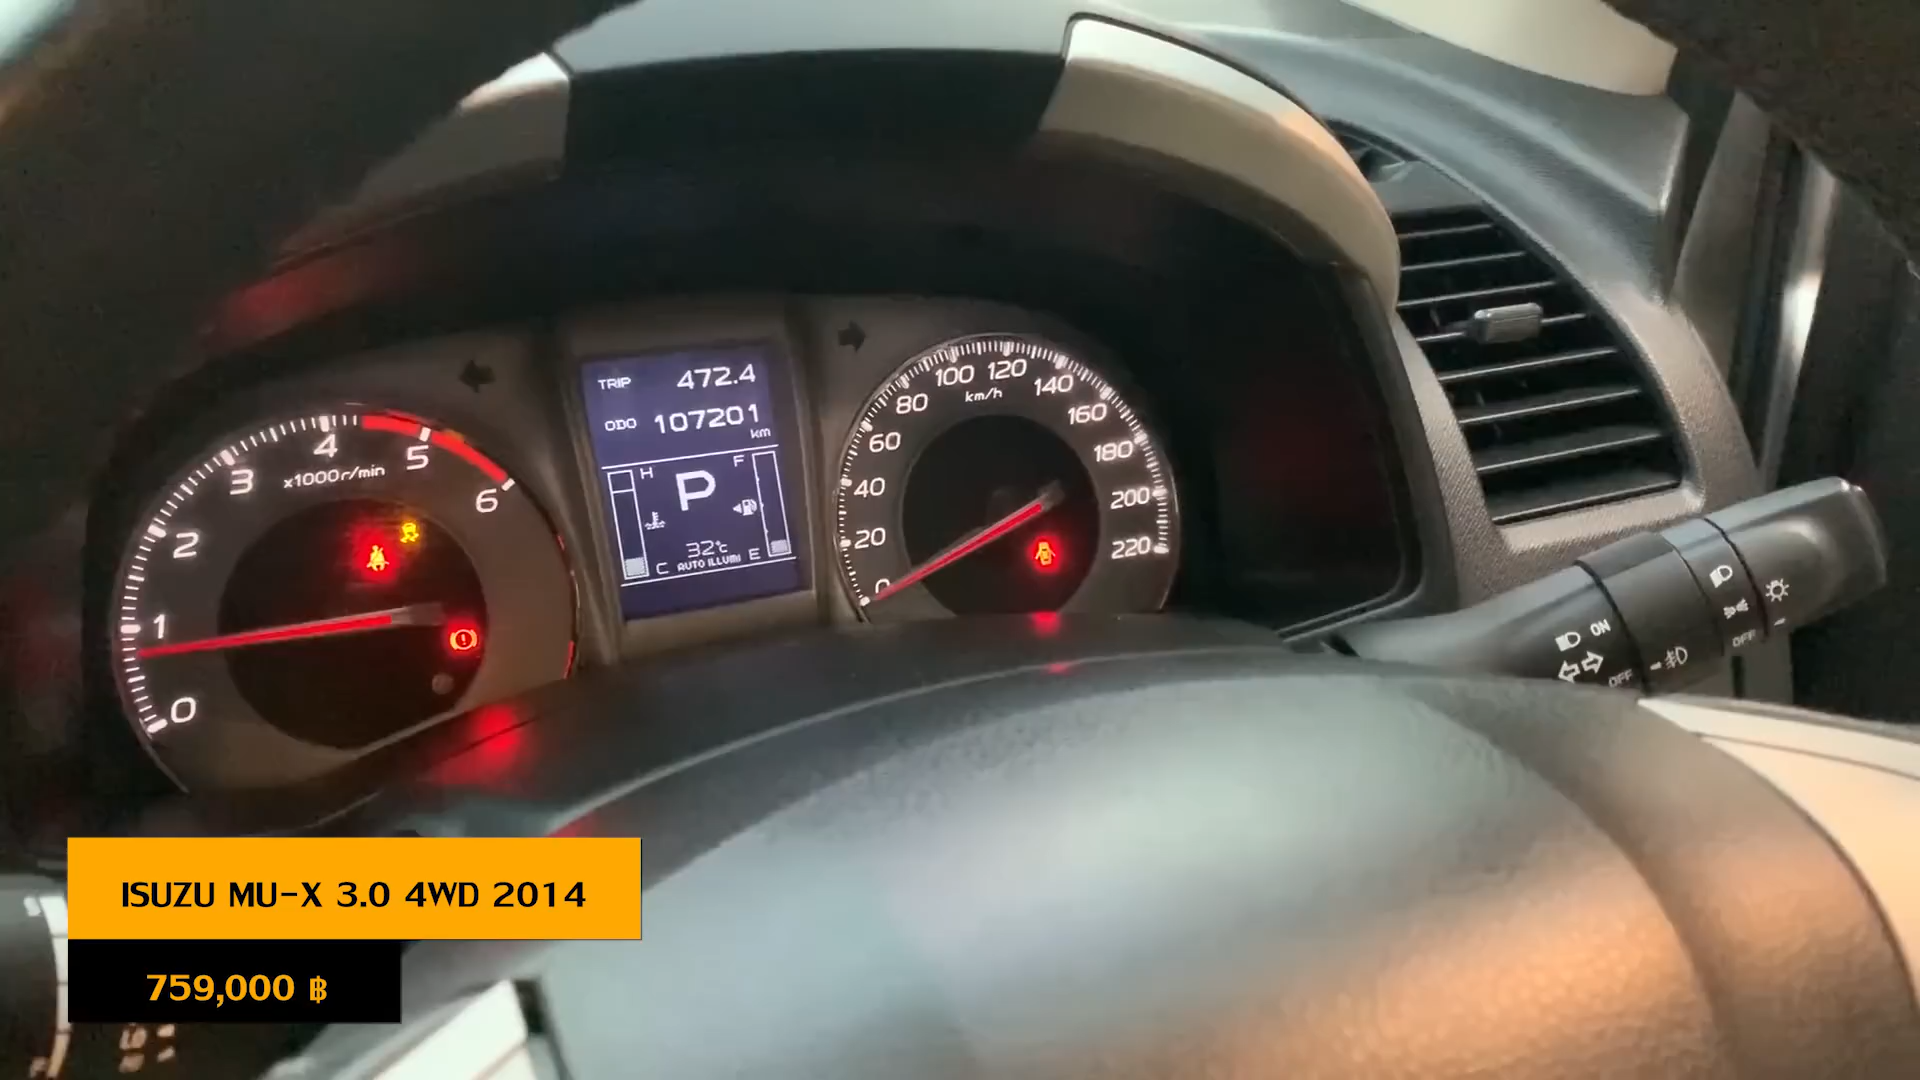 TRIP 472.4
ODO 107201 km
H F
P
32°C
C AUTO ILLUMI E
0 1 2 3 4 5 6
x1000r/min
0 20 40 60 80 100 120 140 160 180 200 220
km/h
ON
OFF
OFF
ISUZU MU-X 3.0 4WD 2014
759,000 ฿
LO